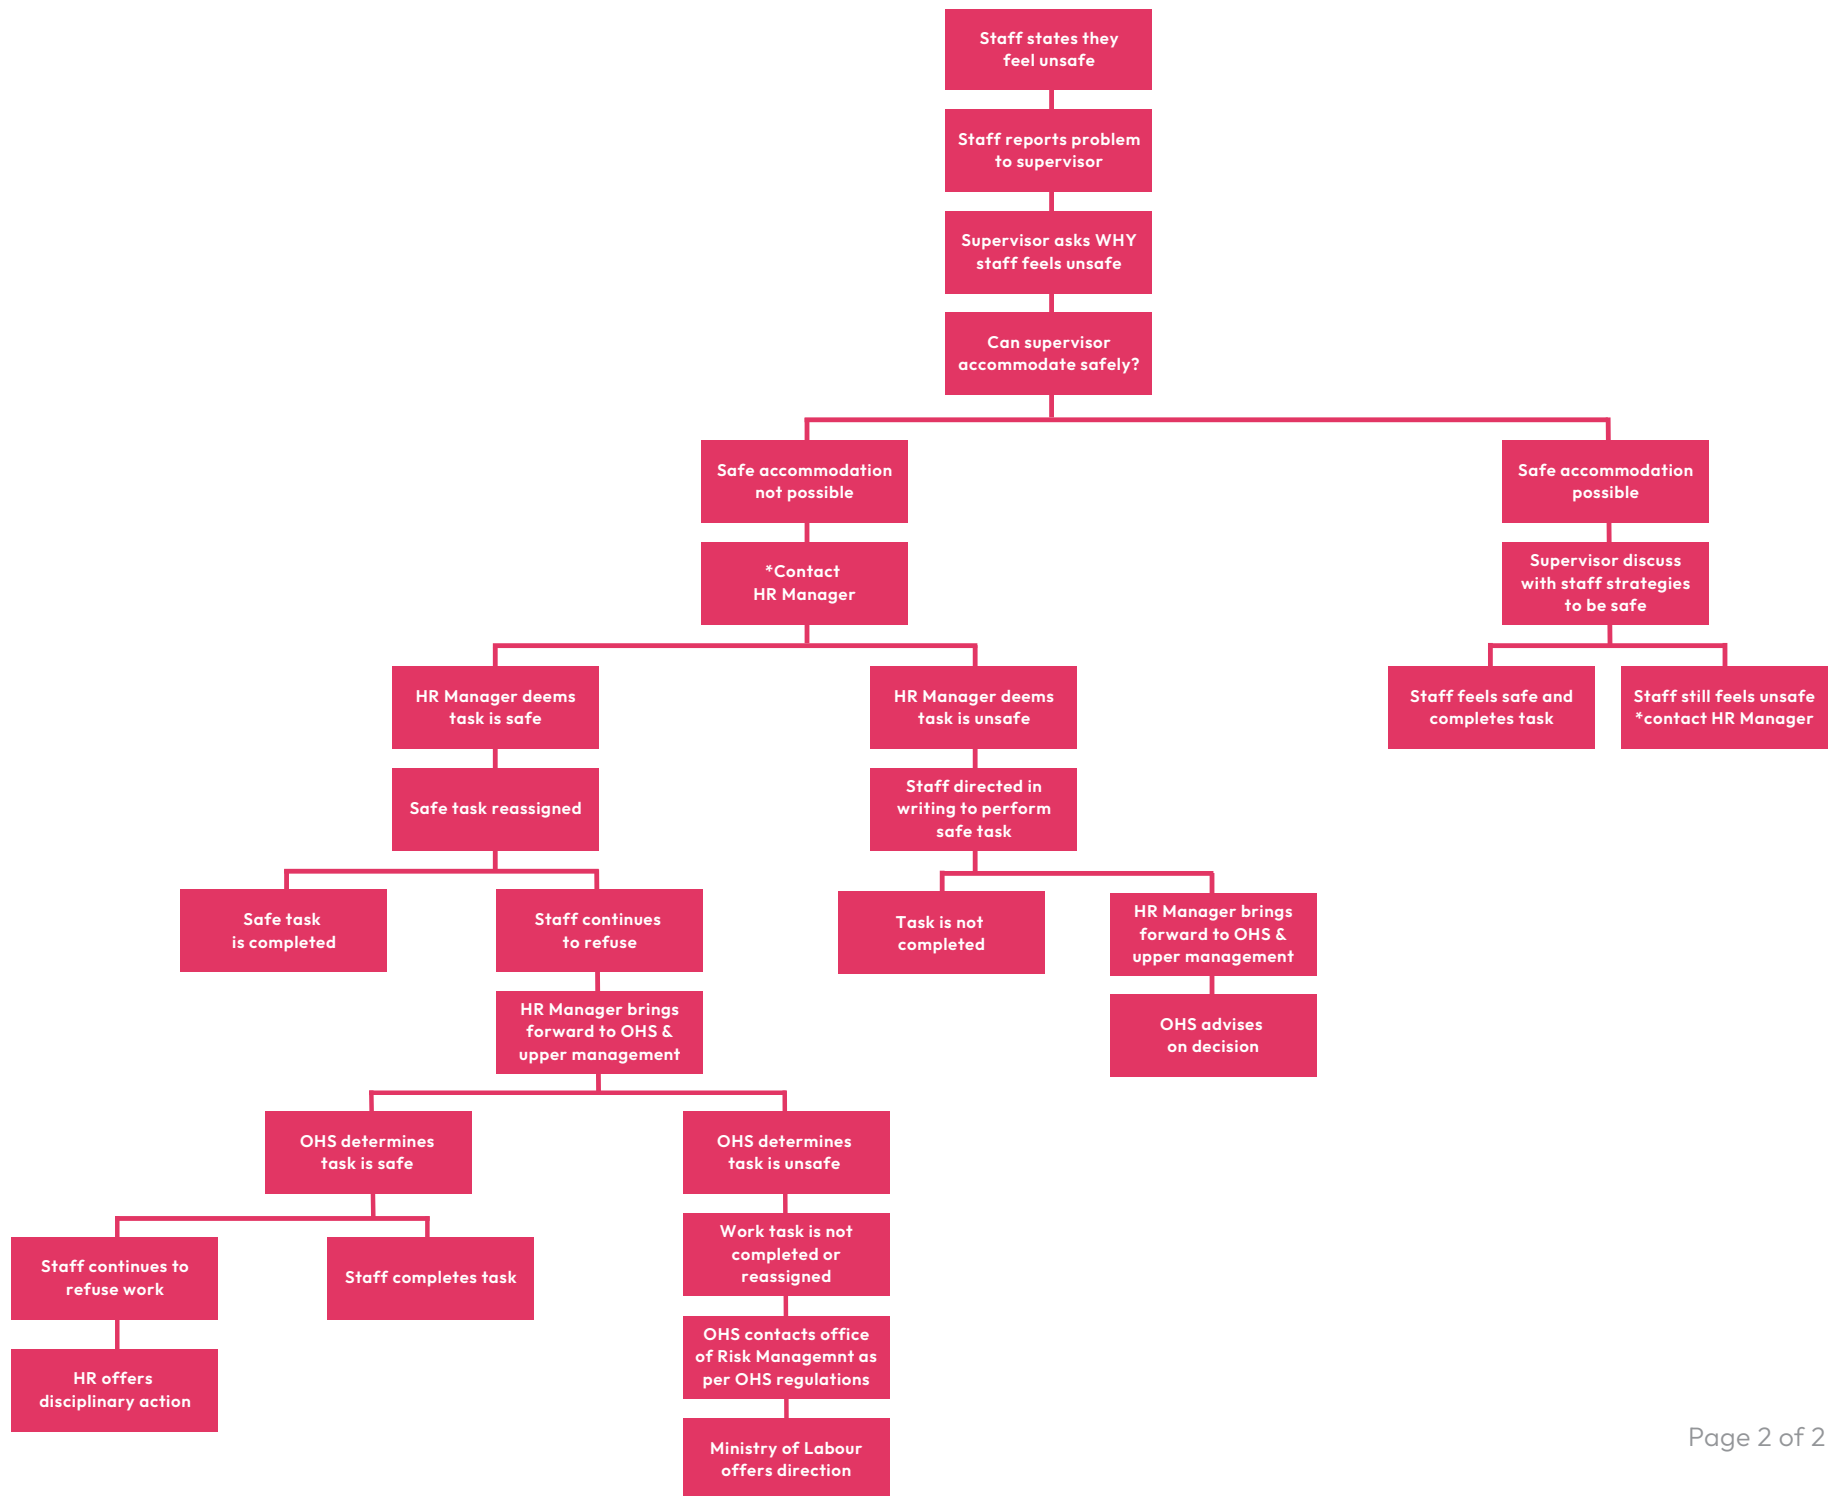 Staff states they
feel unsafe
Staff reports problem
to supervisor
Supervisor asks WHY
staff feels unsafe
Can supervisor
accommodate safely?
Safe accommodation
not possible
Safe accommodation
possible
*Contact
HR Manager
Supervisor discuss
with staff strategies
to be safe
HR Manager deems
task is safe
HR Manager deems
task is unsafe
Staff feels safe and
completes task
Staff still feels unsafe
*contact HR Manager
Safe task reassigned
Staff directed in
writing to perform
safe task
Safe task
is completed
Staff continues
to refuse
Task is not
completed
HR Manager brings
forward to OHS &
upper management
HR Manager brings
forward to OHS &
upper management
OHS advises
on decision
OHS determines
task is safe
OHS determines
task is unsafe
Staff continues to
refuse work
Staff completes task
Work task is not
completed or
reassigned
HR offers
disciplinary action
OHS contacts office
of Risk Managemnt as
per OHS regulations
Ministry of Labour
offers direction
Page 2 of 2